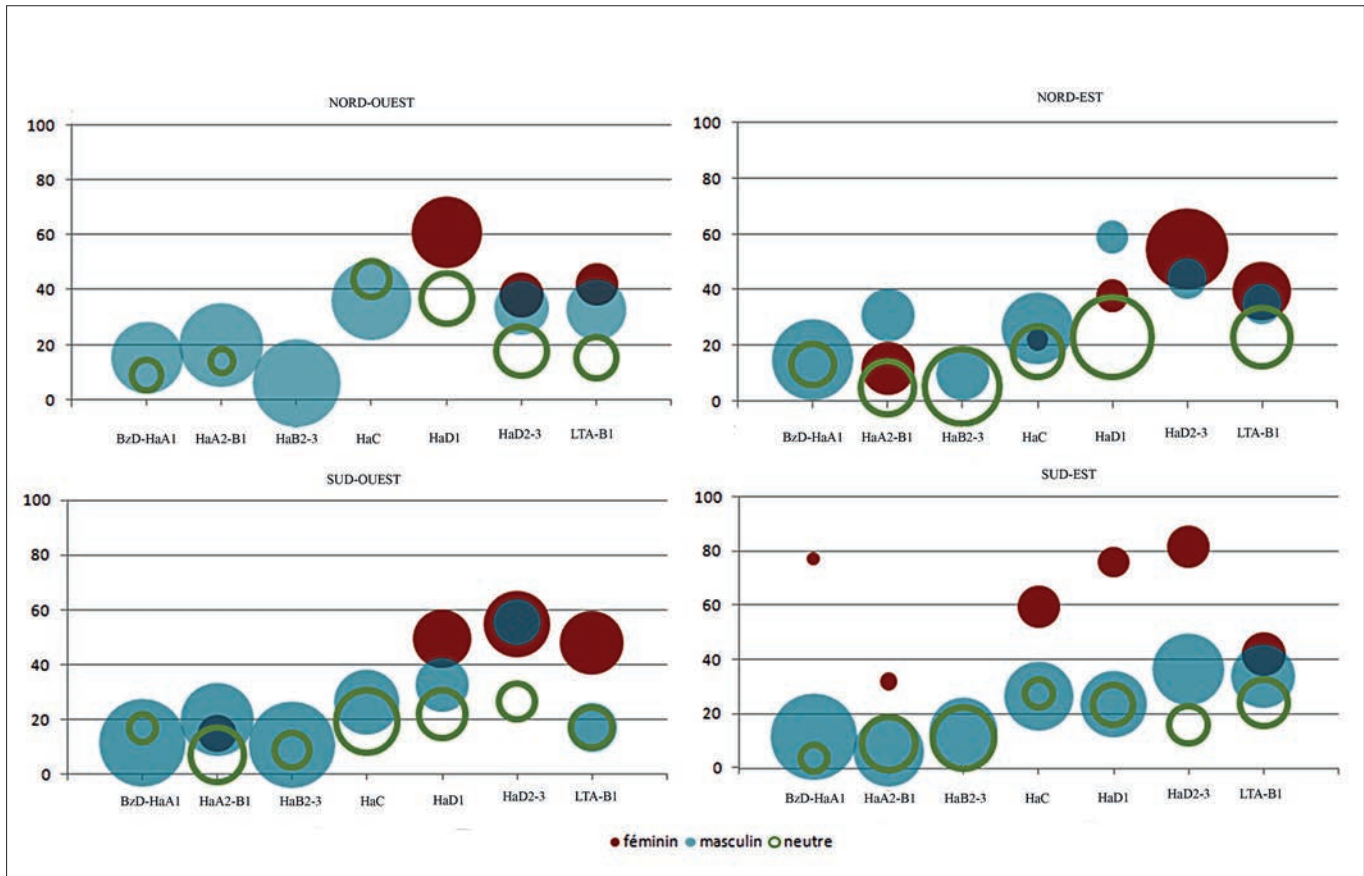 NORD-OUEST
100
80
60
40
20
0
BzD-HaA1 HaA2-B1 HaB2-3 HaC HaD1 HaD2-3 LTA-B1
NORD-EST
100
80
60
40
20
0
BzD-HaA1 HaA2-B1 HaB2-3 HaC HaD1 HaD2-3 LTA-B1
SUD-OUEST
100
80
60
40
20
0
BzD-HaA1 HaA2-B1 HaB2-3 HaC HaD1 HaD2-3 LTA-B1
SUD-EST
100
80
60
40
20
0
BzD-HaA1 HaA2-B1 HaB2-3 HaC HaD1 HaD2-3 LTA-B1
féminin masculin neutre